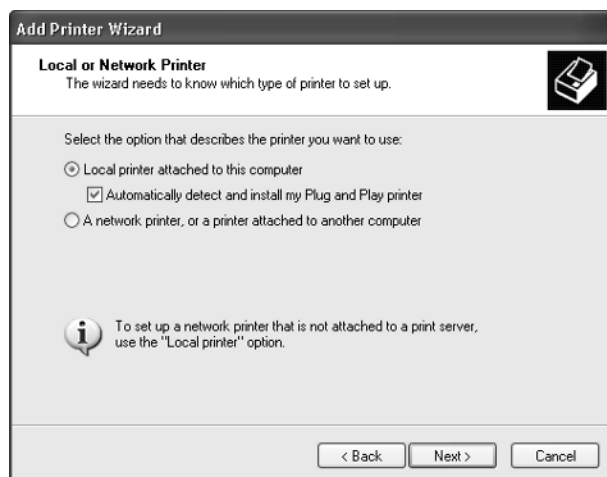 Add Printer Wizard
Local or Network Printer
The wizard needs to know which type of printer to set up.
Select the option that describes the printer you want to use:
Local printer attached to this computer
Automatically detect and install my Plug and Play printer
A network printer, or a printer attached to another computer
To set up a network printer that is not attached to a print server,
use the "Local printer" option.
< Back Next > Cancel